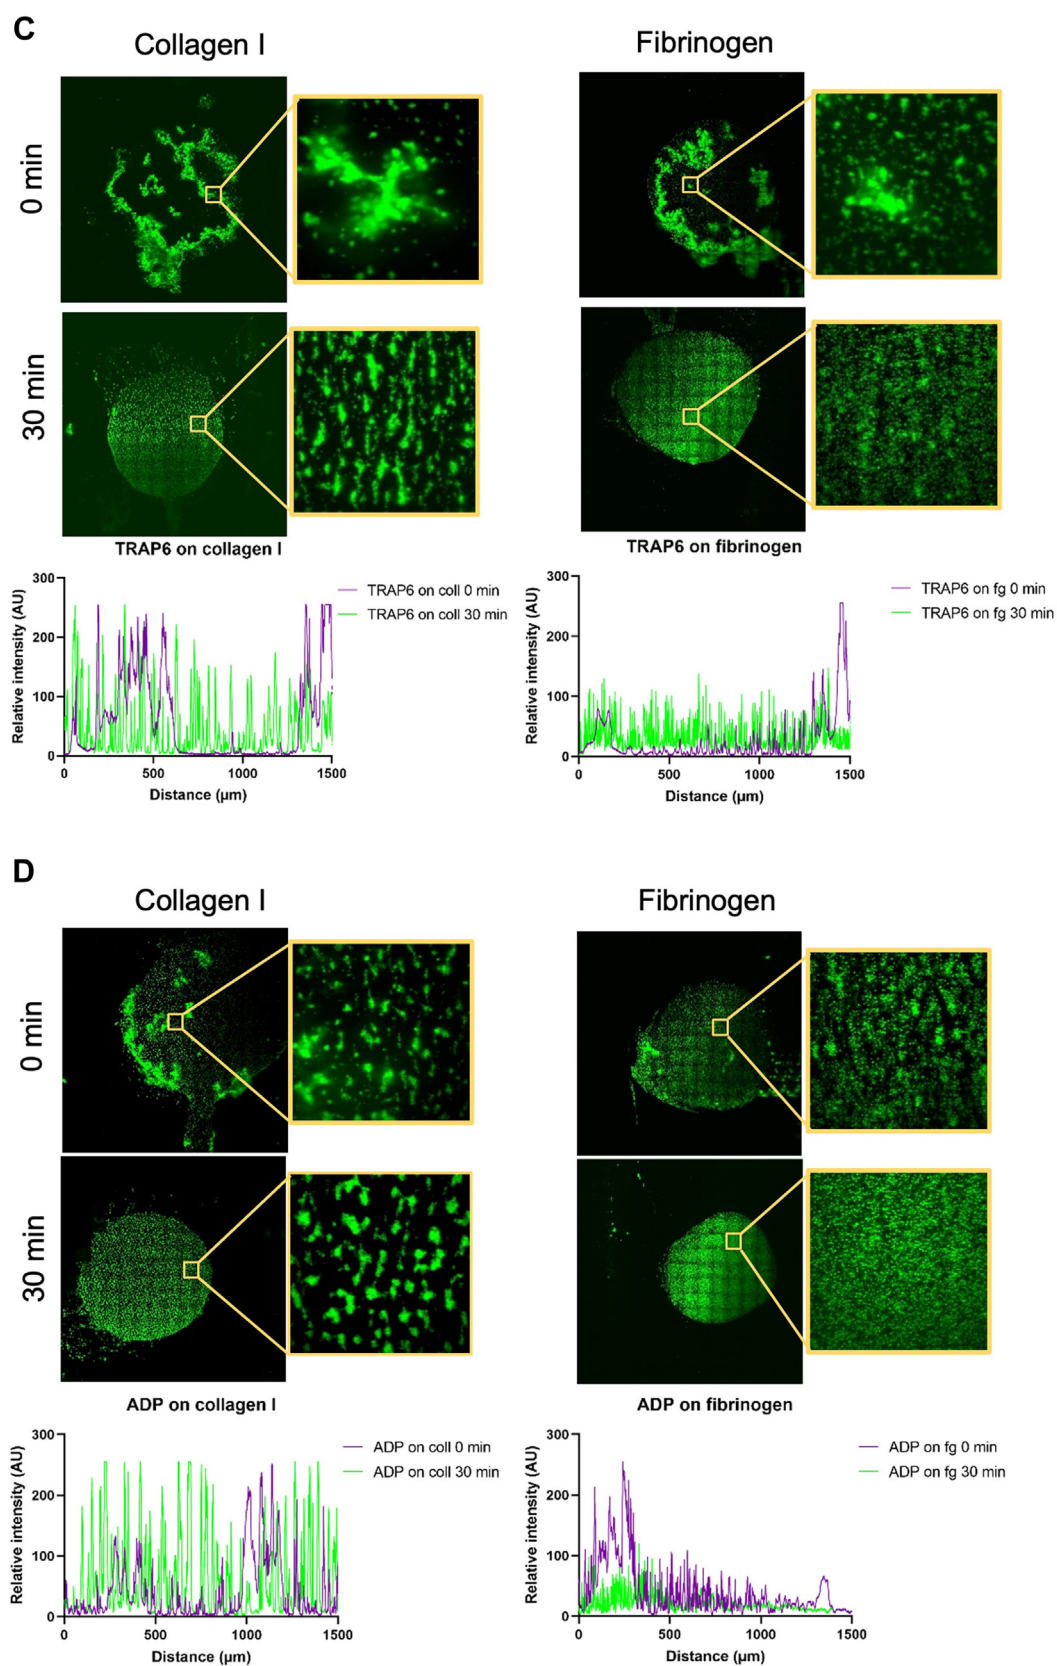 C
Collagen I
Fibrinogen
0 min
30 min
TRAP6 on collagen I
TRAP6 on fibrinogen
Relative intensity (AU)
300
200
100
0
0
500
1000
1500
Distance (µm)
TRAP6 on coll 0 min
TRAP6 on coll 30 min
Relative intensity (AU)
300
200
100
0
0
500
1000
1500
Distance (µm)
TRAP6 on fg 0 min
TRAP6 on fg 30 min
D
Collagen I
Fibrinogen
0 min
30 min
ADP on collagen I
ADP on fibrinogen
Relative intensity (AU)
300
200
100
0
0
500
1000
1500
Distance (µm)
ADP on coll 0 min
ADP on coll 30 min
Relative intensity (AU)
300
200
100
0
0
500
1000
1500
Distance (µm)
ADP on fg 0 min
ADP on fg 30 min